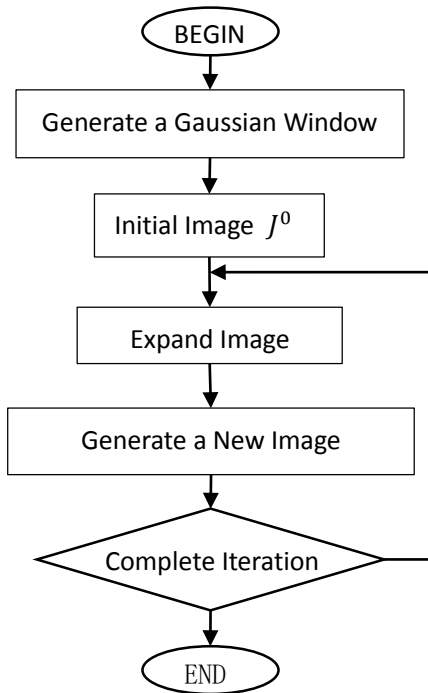 BEGIN
Generate a Gaussian Window
Initial Image J⁰
Expand Image
Generate a New Image
Complete Iteration
END